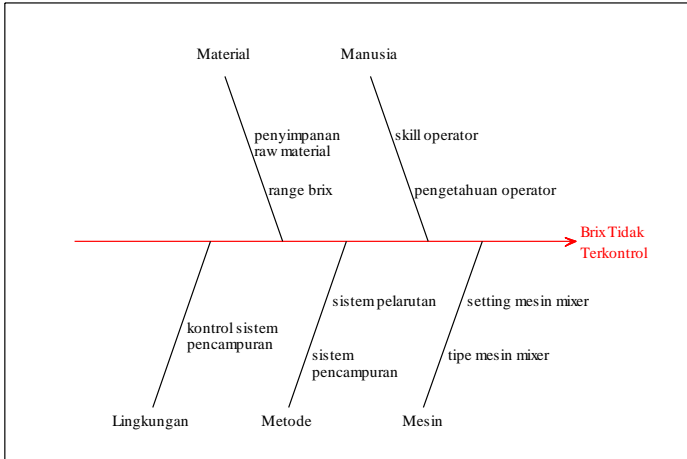 Material
Manusia
penyimpanan
raw material
skill operator
range brix
pengetahuan operator
Brix Tidak
Terkontrol
sistem pelarutan
setting mesin mixer
kontrol sistem
pencampuran
sistem
pencampuran
tipe mesin mixer
Lingkungan
Metode
Mesin